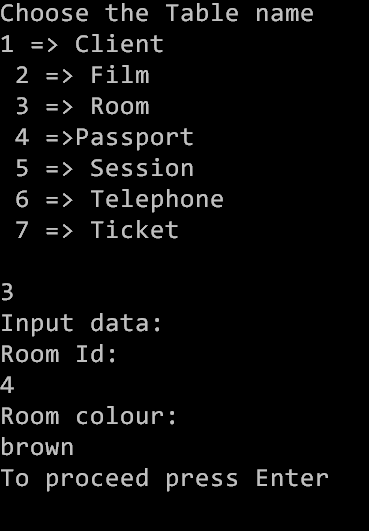 Choose the Table name
1 => Client
2 => Film
3 => Room
4 =>Passport
5 => Session
6 => Telephone
7 => Ticket
3
Input data:
Room Id:
4
Room colour:
brown
To proceed press Enter